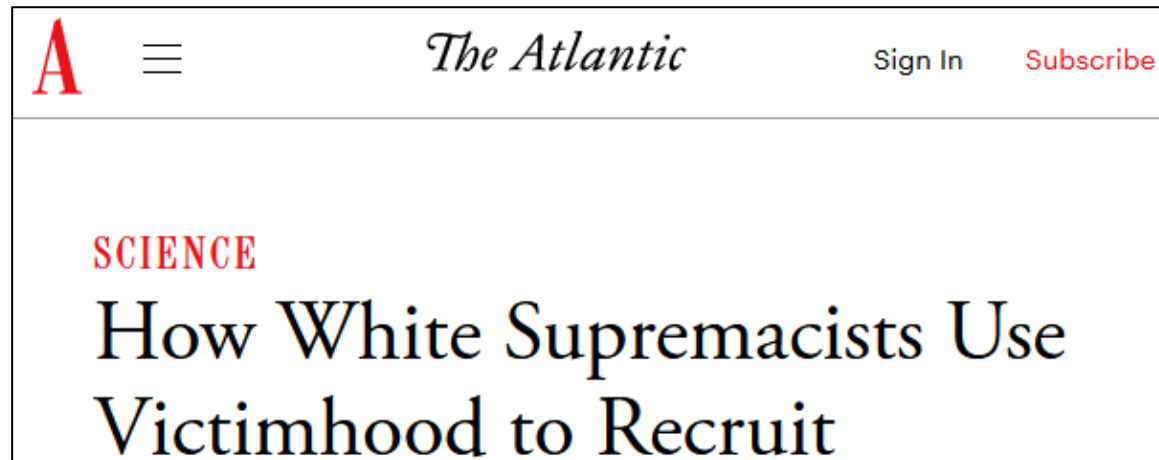 A The Atlantic Sign In Subscribe
SCIENCE
How White Supremacists Use
Victimhood to Recruit